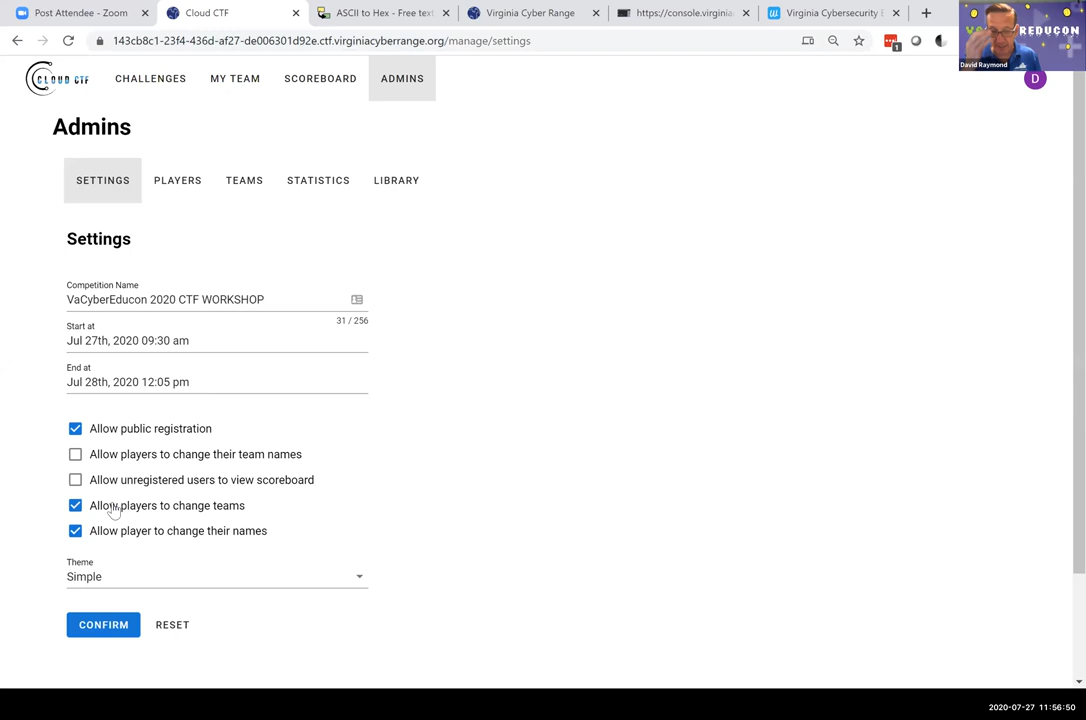 Post Attendee - Zoom
Cloud CTF
ASCII to Hex - Free text
Virginia Cyber Range
https://console.virginia
Virginia Cybersecurity E
143cb8c1-23f4-436d-af27-de006301d92e.ctf.virginiacyberrange.org/manage/settings
1
REDUCON
David Raymond
CLOUD CTF
CHALLENGES
MY TEAM
SCOREBOARD
ADMINS
D
Admins
SETTINGS
PLAYERS
TEAMS
STATISTICS
LIBRARY
Settings
Competition Name
VaCyberEducon 2020 CTF WORKSHOP
31 / 256
Start at
Jul 27th, 2020 09:30 am
End at
Jul 28th, 2020 12:05 pm
Allow public registration
Allow players to change their team names
Allow unregistered users to view scoreboard
Allow players to change teams
Allow player to change their names
Theme
Simple
CONFIRM
RESET
2020-07-27 11:56:50